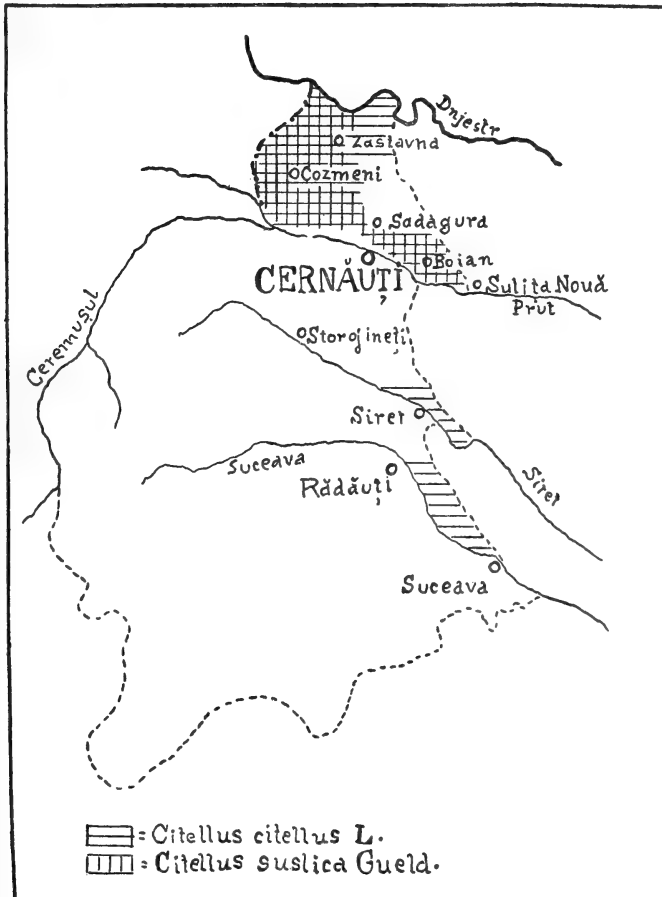 Dnjestr
Zastavna
Cozmeni
Sadagura
Boian
CERNĂUȚI
Sulița Nouă
Prut
Ceremușul
Storojineți
Siret
Suceava
Rădăuți
Siret
Suceava
= Citellus citellus L.
= Citellus suslica Gueld.